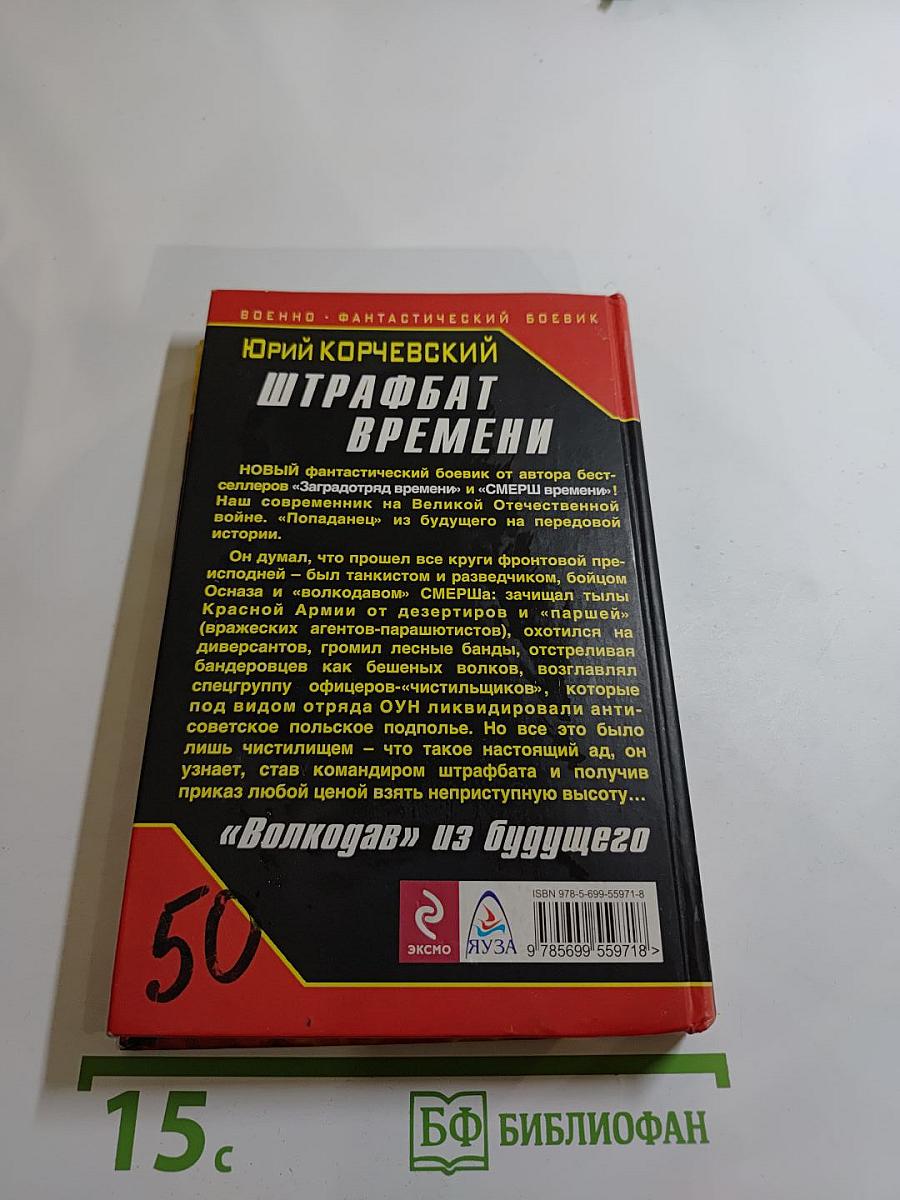 ВОЕННО - ФАНТАСТИЧЕСКИЙ БОЕВИК
ЮРИЙ КОРЧЕВСКИЙ
ШТРАФБАТ
ВРЕМЕНИ
НОВЫЙ фантастический боевик от автора бест-
селлеров «Заградотряд времени» и «СМЕРШ времени»!
Наш современник на Великой Отечественной
войне. «Попаданец» из будущего на передовой
истории.
Он думал, что прошел все круги фронтовой пре-
исподней – был танкистом и разведчиком, бойцом
Осназа и «волкодавом» СМЕРШа: зачищал тылы
Красной Армии от дезертиров и «паршей»
(вражеских агентов-парашютистов), охотился на
диверсантов, громил лесные банды, отстреливая
бандеровцев как бешеных волков, возглавлял
спецгруппу офицеров-«чистильщиков», которые
под видом отряда ОУН ликвидировали анти-
советское польское подполье. Но все это было
лишь чистилищем – что такое настоящий ад, он
узнает, став командиром штрафбата и получив
приказ любой ценой взять неприступную высоту...
«Волкодав» из будущего
50
ЭКСМО
ЯУЗА
ISBN 978-5-699-55971-8
9 785699 559718 >
15 с
БФ БИБЛИОФАН